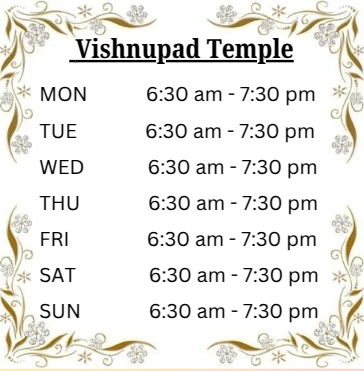 Vishnupad Temple
MON 6:30 am - 7:30 pm
TUE 6:30 am - 7:30 pm
WED 6:30 am - 7:30 pm
THU 6:30 am - 7:30 pm
FRI 6:30 am - 7:30 pm
SAT 6:30 am - 7:30 pm
SUN 6:30 am - 7:30 pm